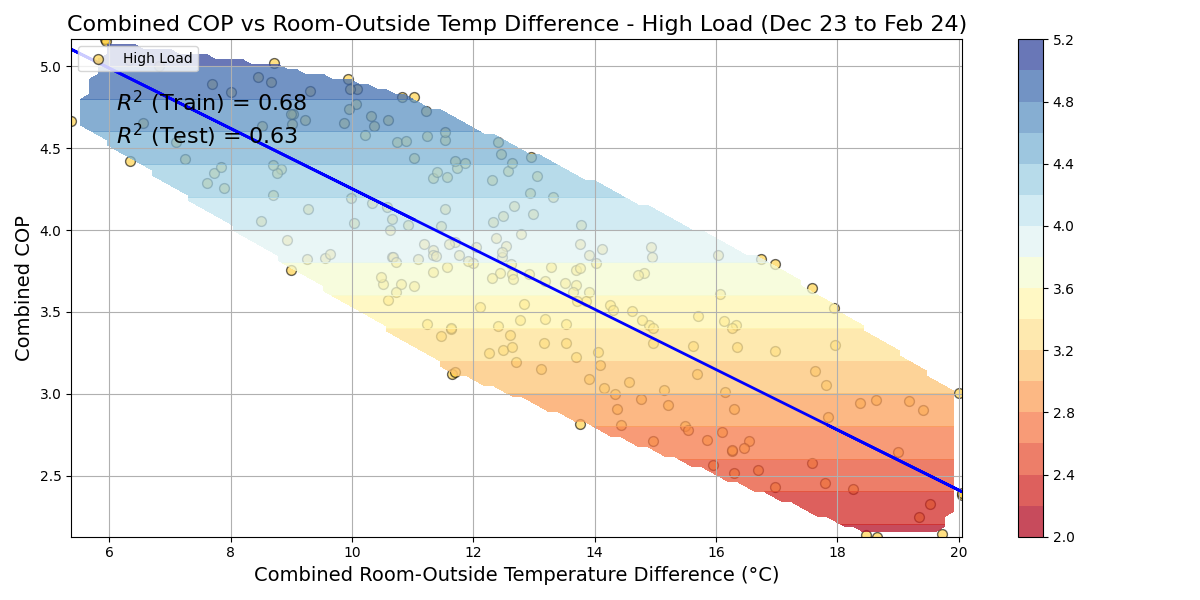 Combined COP vs Room-Outside Temp Difference - High Load (Dec 23 to Feb 24)
High Load
R² (Train) = 0.68
R² (Test) = 0.63
Combined COP
5.0
4.5
4.0
3.5
3.0
2.5
6 8 10 12 14 16 18 20
Combined Room-Outside Temperature Difference (°C)
5.2
4.8
4.4
4.0
3.6
3.2
2.8
2.4
2.0